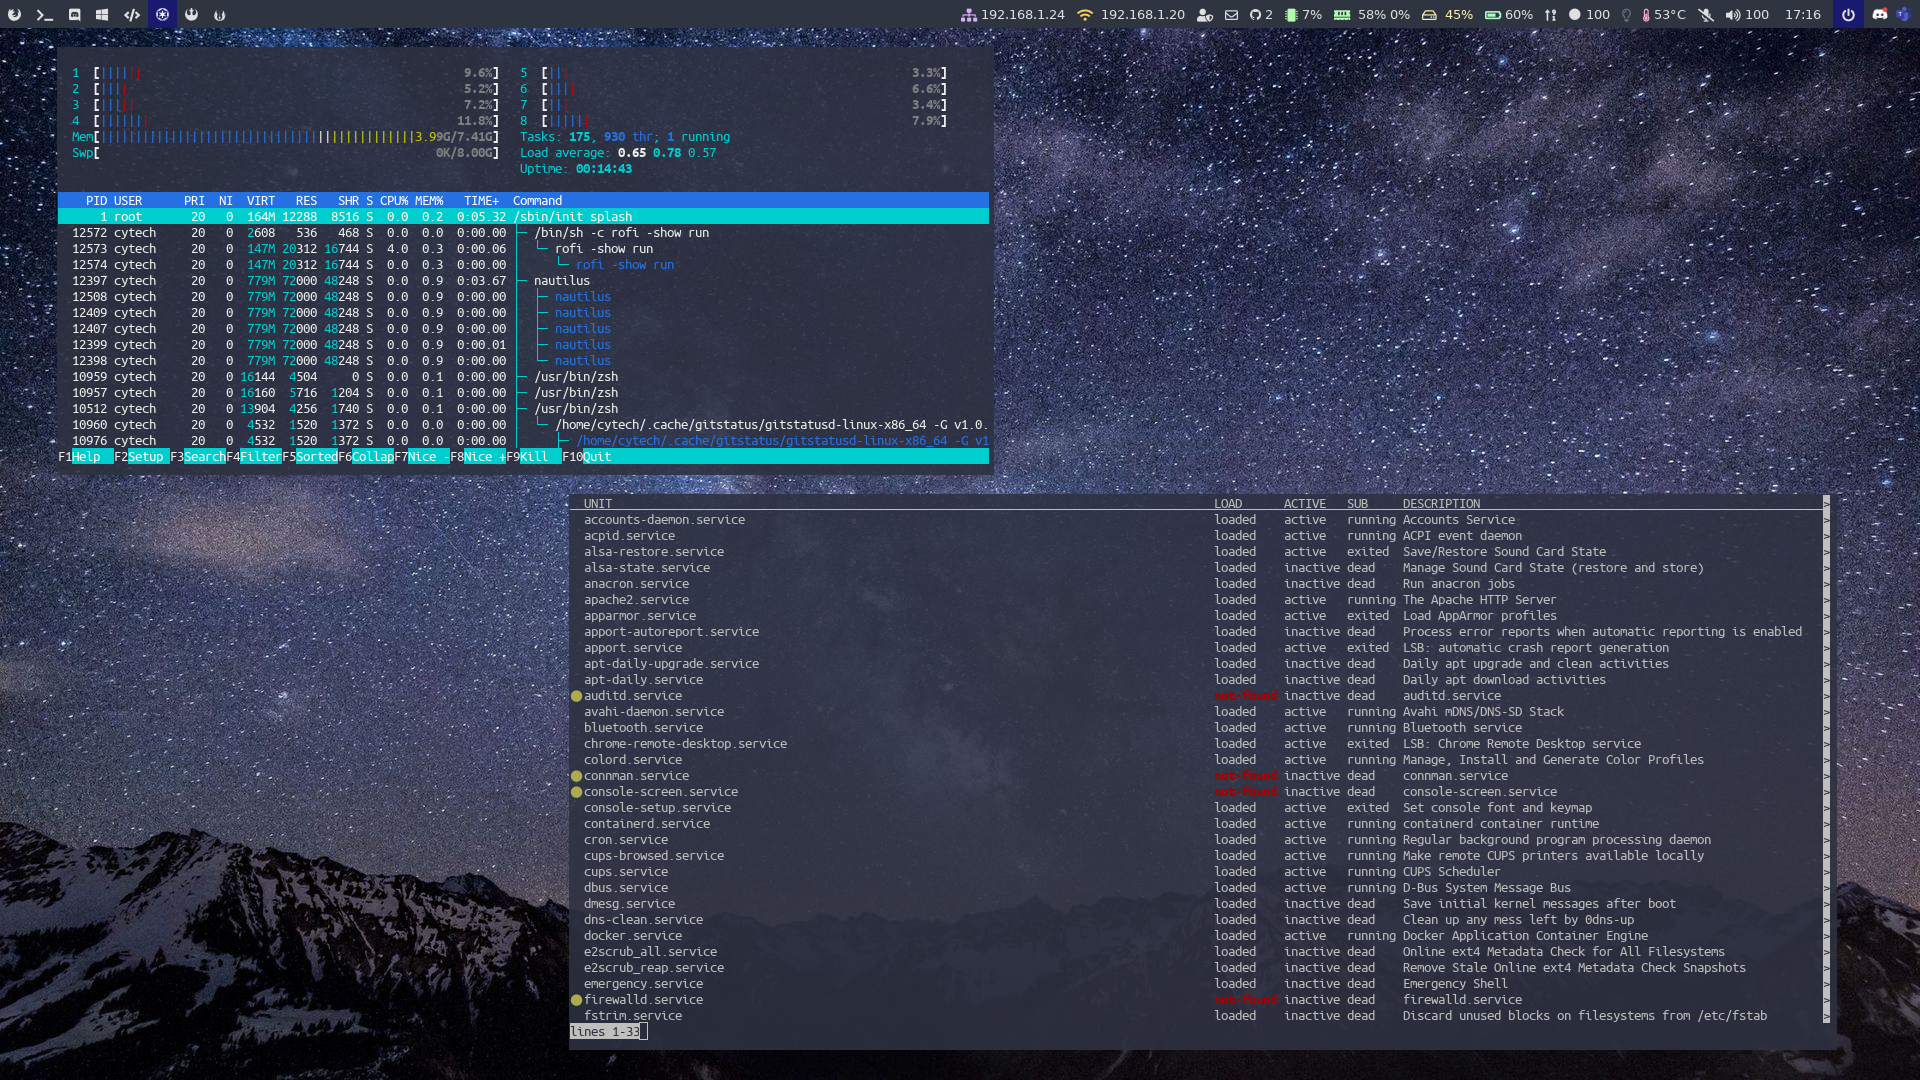 192.168.1.24 192.168.1.20 2 7% 58% 0% 45% 60% 100 53°C 100 17:16
1 [|||||| 9.6%] 5 [||| 3.3%]
2 [|||| 5.2%] 6 [|||| 6.6%]
3 [||||| 7.2%] 7 [||| 3.4%]
4 [||||||| 11.8%] 8 [|||||| 7.9%]
Mem[|||||||||||||||||||||||||||||||||||||||||||||3.99G/7.41G] Tasks: 175, 930 thr; 1 running
Swp[ 0K/8.00G] Load average: 0.65 0.78 0.57
Uptime: 00:14:43
PID USER PRI NI VIRT RES SHR S CPU% MEM% TIME+ Command
1 root 20 0 164M 12288 8516 S 0.0 0.2 0:05.32 /sbin/init splash
12572 cytech 20 0 2608 536 468 S 0.0 0.0 0:00.00 ├─ /bin/sh -c rofi -show run
12573 cytech 20 0 147M 20312 16744 S 4.0 0.3 0:00.06 │ └─ rofi -show run
12574 cytech 20 0 147M 20312 16744 S 0.0 0.3 0:00.00 │ └─ rofi -show run
12397 cytech 20 0 779M 72000 48248 S 0.0 0.9 0:03.67 ├─ nautilus
12508 cytech 20 0 779M 72000 48248 S 0.0 0.9 0:00.00 │ ├─ nautilus
12409 cytech 20 0 779M 72000 48248 S 0.0 0.9 0:00.00 │ ├─ nautilus
12407 cytech 20 0 779M 72000 48248 S 0.0 0.9 0:00.00 │ ├─ nautilus
12399 cytech 20 0 779M 72000 48248 S 0.0 0.9 0:00.01 │ ├─ nautilus
12398 cytech 20 0 779M 72000 48248 S 0.0 0.9 0:00.00 │ └─ nautilus
10959 cytech 20 0 16144 4504 0 S 0.0 0.1 0:00.00 ├─ /usr/bin/zsh
10957 cytech 20 0 16160 5716 1204 S 0.0 0.1 0:00.00 ├─ /usr/bin/zsh
10512 cytech 20 0 13904 4256 1740 S 0.0 0.1 0:00.00 ├─ /usr/bin/zsh
10960 cytech 20 0 4532 1520 1372 S 0.0 0.0 0:00.00 │ └─ /home/cytech/.cache/gitstatus/gitstatusd-linux-x86_64 -G v1.0.
10976 cytech 20 0 4532 1520 1372 S 0.0 0.0 0:00.00 │ ├─ /home/cytech/.cache/gitstatus/gitstatusd-linux-x86_64 -G v1
F1Help F2Setup F3SearchF4FilterF5SortedF6CollapF7Nice -F8Nice +F9Kill F10Quit
UNIT LOAD ACTIVE SUB DESCRIPTION >
accounts-daemon.service loaded active running Accounts Service >
acpid.service loaded active running ACPI event daemon >
alsa-restore.service loaded active exited Save/Restore Sound Card State >
alsa-state.service loaded inactive dead Manage Sound Card State (restore and store) >
anacron.service loaded inactive dead Run anacron jobs >
apache2.service loaded active running The Apache HTTP Server >
apparmor.service loaded active exited Load AppArmor profiles >
apport-autoreport.service loaded inactive dead Process error reports when automatic reporting is enabled >
apport.service loaded active exited LSB: automatic crash report generation >
apt-daily-upgrade.service loaded inactive dead Daily apt upgrade and clean activities >
apt-daily.service loaded inactive dead Daily apt download activities >
● auditd.service not-found inactive dead auditd.service >
avahi-daemon.service loaded active running Avahi mDNS/DNS-SD Stack >
bluetooth.service loaded active running Bluetooth service >
chrome-remote-desktop.service loaded active exited LSB: Chrome Remote Desktop service >
colord.service loaded active running Manage, Install and Generate Color Profiles >
● connman.service not-found inactive dead connman.service >
● console-screen.service not-found inactive dead console-screen.service >
console-setup.service loaded active exited Set console font and keymap >
containerd.service loaded active running containerd container runtime >
cron.service loaded active running Regular background program processing daemon >
cups-browsed.service loaded active running Make remote CUPS printers available locally >
cups.service loaded active running CUPS Scheduler >
dbus.service loaded active running D-Bus System Message Bus >
dmesg.service loaded inactive dead Save initial kernel messages after boot >
dns-clean.service loaded inactive dead Clean up any mess left by 0dns-up >
docker.service loaded active running Docker Application Container Engine >
e2scrub_all.service loaded inactive dead Online ext4 Metadata Check for All Filesystems >
e2scrub_reap.service loaded inactive dead Remove Stale Online ext4 Metadata Check Snapshots >
emergency.service loaded inactive dead Emergency Shell >
● firewalld.service not-found inactive dead firewalld.service >
fstrim.service loaded inactive dead Discard unused blocks on filesystems from /etc/fstab >
lines 1-33